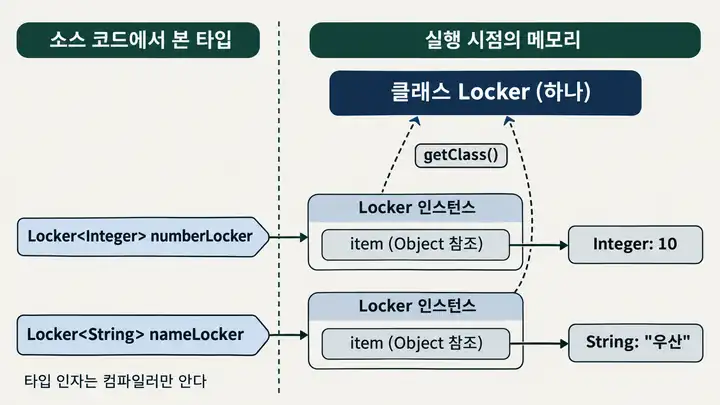 소스 코드에서 본 타입
실행 시점의 메모리
클래스 Locker (하나)
getClass()
Locker 인스턴스
Locker<Integer> numberLocker
item (Object 참조)
Integer: 10
Locker 인스턴스
Locker<String> nameLocker
item (Object 참조)
String: "우산"
타입 인자는 컴파일러만 안다